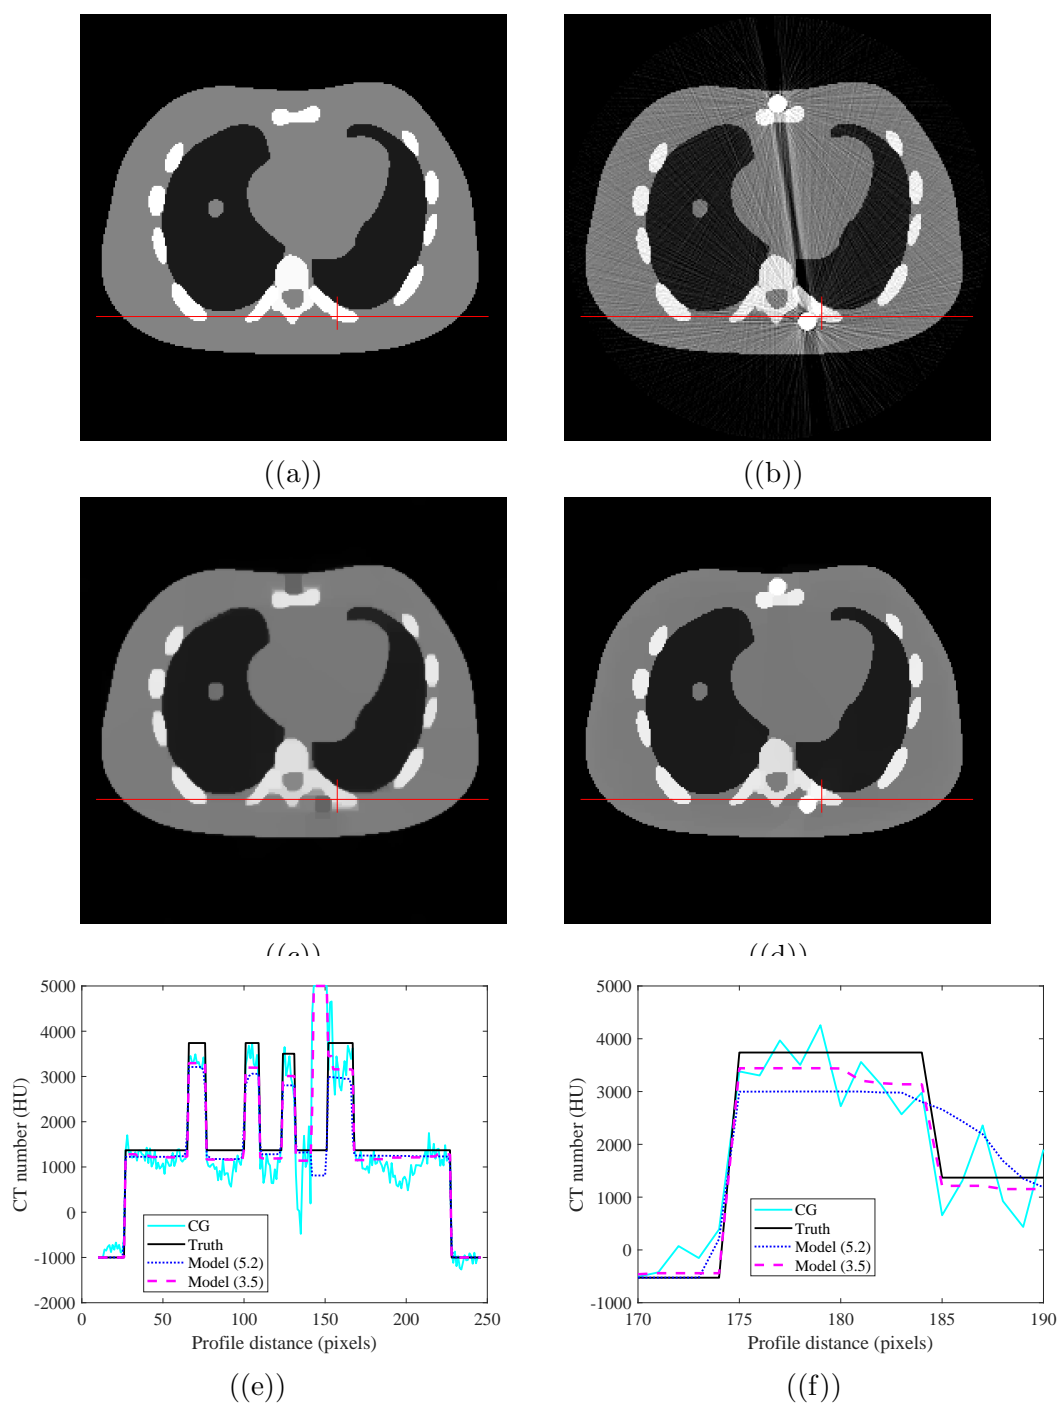 ((a)) ((b))
((c)) ((d))
5000
4000
3000
2000
1000
0
-1000
-2000
CT number (HU)
CG
Truth
Model (5.2)
Model (3.5)
0 50 100 150 200 250
Profile distance (pixels)
((e))
5000
4000
3000
2000
1000
0
-1000
CT number (HU)
CG
Truth
Model (5.2)
Model (3.5)
170 175 180 185 190
Profile distance (pixels)
((f))